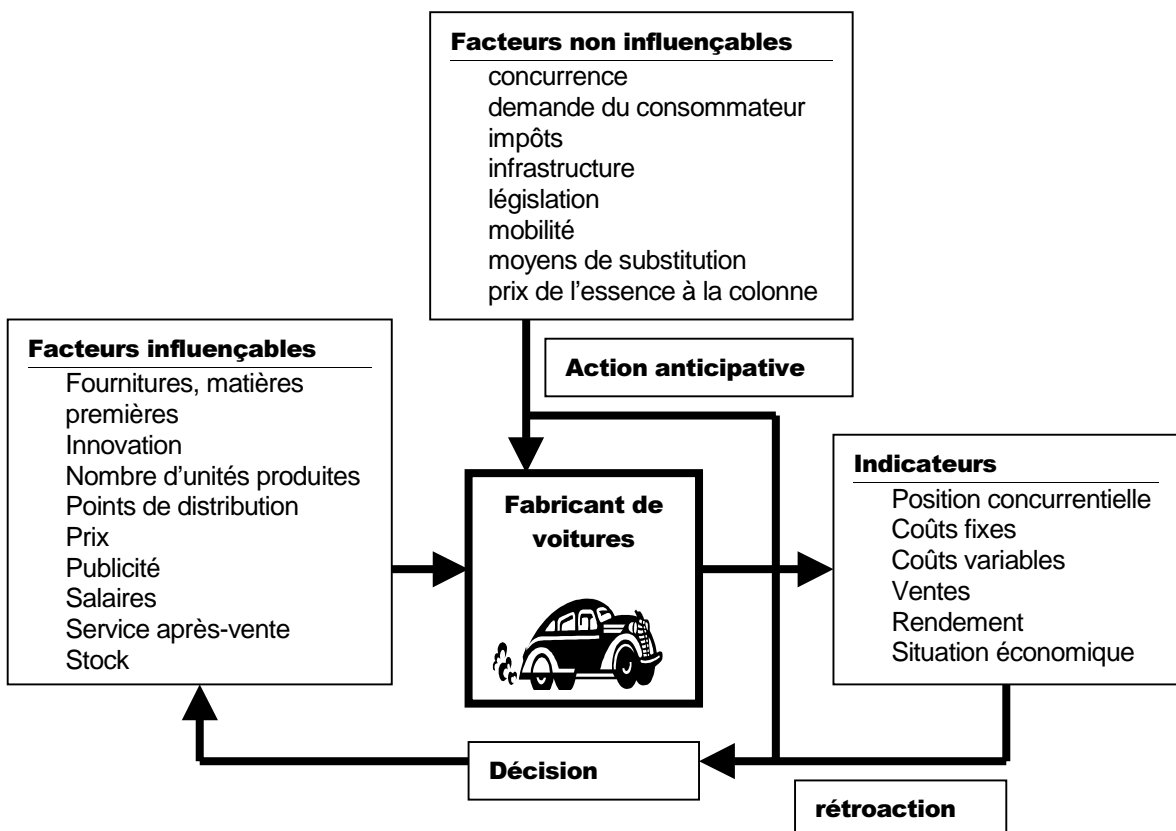 Facteurs non influençables
concurrence
demande du consommateur
impôts
infrastructure
législation
mobilité
moyens de substitution
prix de l’essence à la colonne
Facteurs influençables
Fournitures, matières
premières
Innovation
Nombre d’unités produites
Points de distribution
Prix
Publicité
Salaires
Service après-vente
Stock
Action anticipative
Fabricant de
voitures
Indicateurs
Position concurrentielle
Coûts fixes
Coûts variables
Ventes
Rendement
Situation économique
Décision
rétroaction